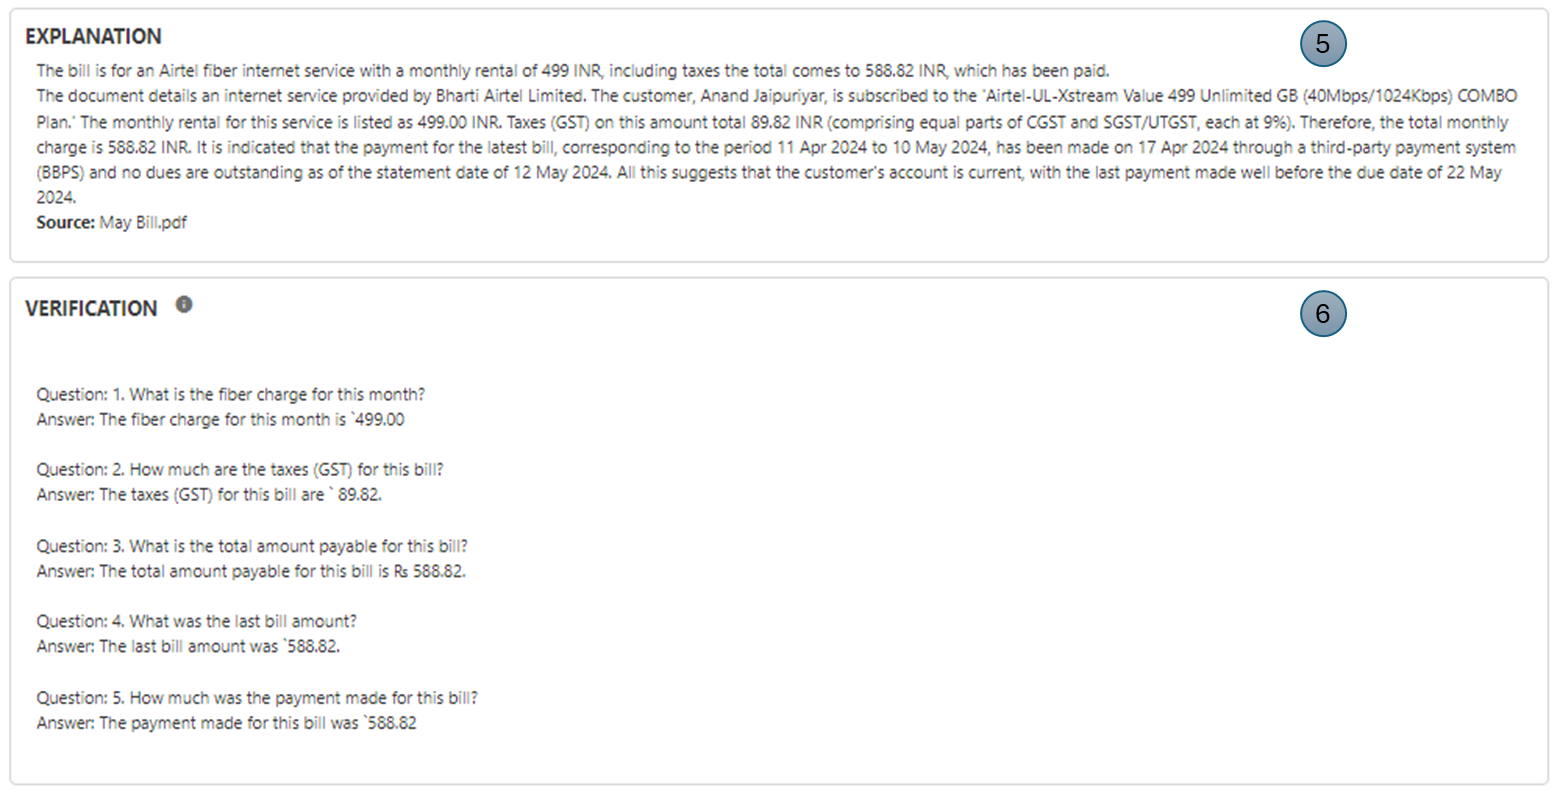 EXPLANATION
5
The bill is for an Airtel fiber internet service with a monthly rental of 499 INR, including taxes the total comes to 588.82 INR, which has been paid.
The document details an internet service provided by Bharti Airtel Limited. The customer, Anand Jaipuriyar, is subscribed to the 'Airtel-UL-Xstream Value 499 Unlimited GB (40Mbps/1024Kbps) COMBO
Plan.' The monthly rental for this service is listed as 499.00 INR. Taxes (GST) on this amount total 89.82 INR (comprising equal parts of CGST and SGST/UTGST, each at 9%). Therefore, the total monthly
charge is 588.82 INR. It is indicated that the payment for the latest bill, corresponding to the period 11 Apr 2024 to 10 May 2024, has been made on 17 Apr 2024 through a third-party payment system
(BBPS) and no dues are outstanding as of the statement date of 12 May 2024. All this suggests that the customer's account is current, with the last payment made well before the due date of 22 May
2024.
Source: May Bill.pdf
VERIFICATION
6
Question: 1. What is the fiber charge for this month?
Answer: The fiber charge for this month is `499.00
Question: 2. How much are the taxes (GST) for this bill?
Answer: The taxes (GST) for this bill are ` 89.82.
Question: 3. What is the total amount payable for this bill?
Answer: The total amount payable for this bill is ₨ 588.82.
Question: 4. What was the last bill amount?
Answer: The last bill amount was `588.82.
Question: 5. How much was the payment made for this bill?
Answer: The payment made for this bill was `588.82